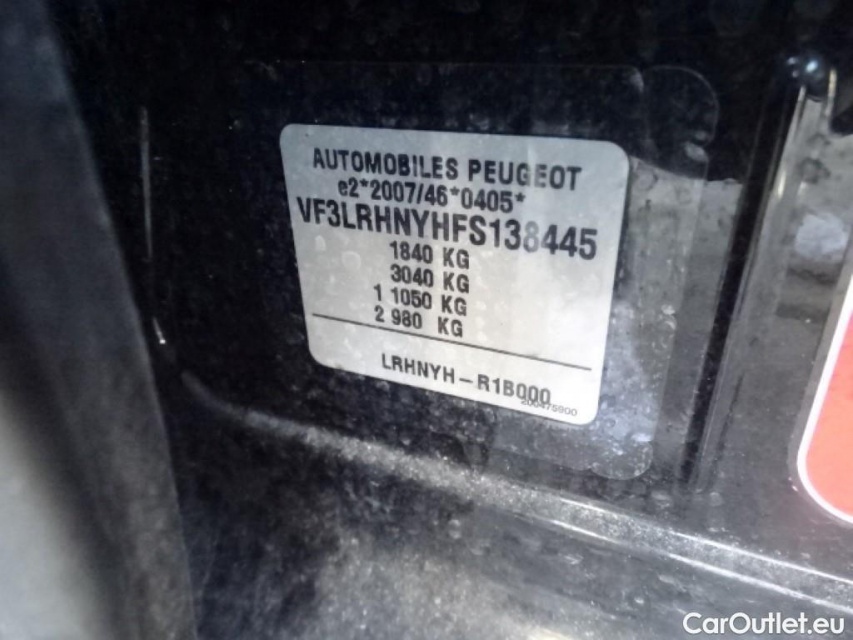 AUTOMOBILES PEUGEOT
e2*2007/46*0405*
VF3LRHNYHFS138445
1840 KG
3040 KG
1 1050 KG
2 980 KG
LRHNYH-R1B000
200475900
CarOutlet.eu